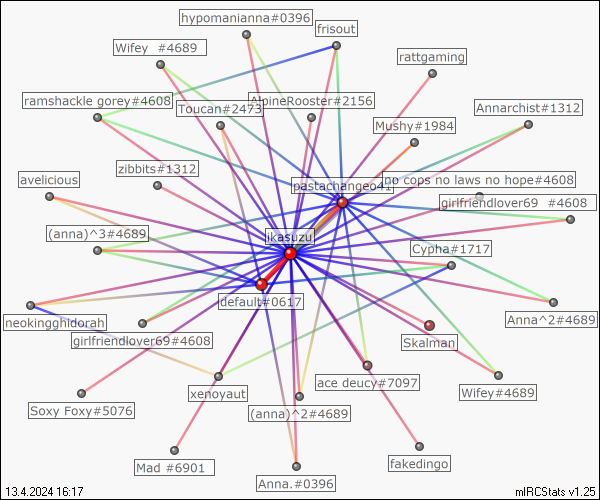 hypomanianna#0396
frisout
Wifey  #4689
rattgaming
ramshackle gorey#4608
AlpineRooster#2156
Toucan#2473
Annarchist#1312
Mushy#1984
zibbits#1312
avelicious
pastachangeo41
no cops no laws no hope#4608
girlfriendlover69  #4608
(anna)^3#4689
ikasuzu
Cypha#1717
default#0617
neokingghidorah
Anna^2#4689
girlfriendlover69#4608
Skalman
ace deucy#7097
xenoyaut
Wifey#4689
Soxy Foxy#5076
(anna)^2#4689
Mad #6901
fakedingo
Anna.#0396
13.4.2024 16:17
mIRCStats v1.25